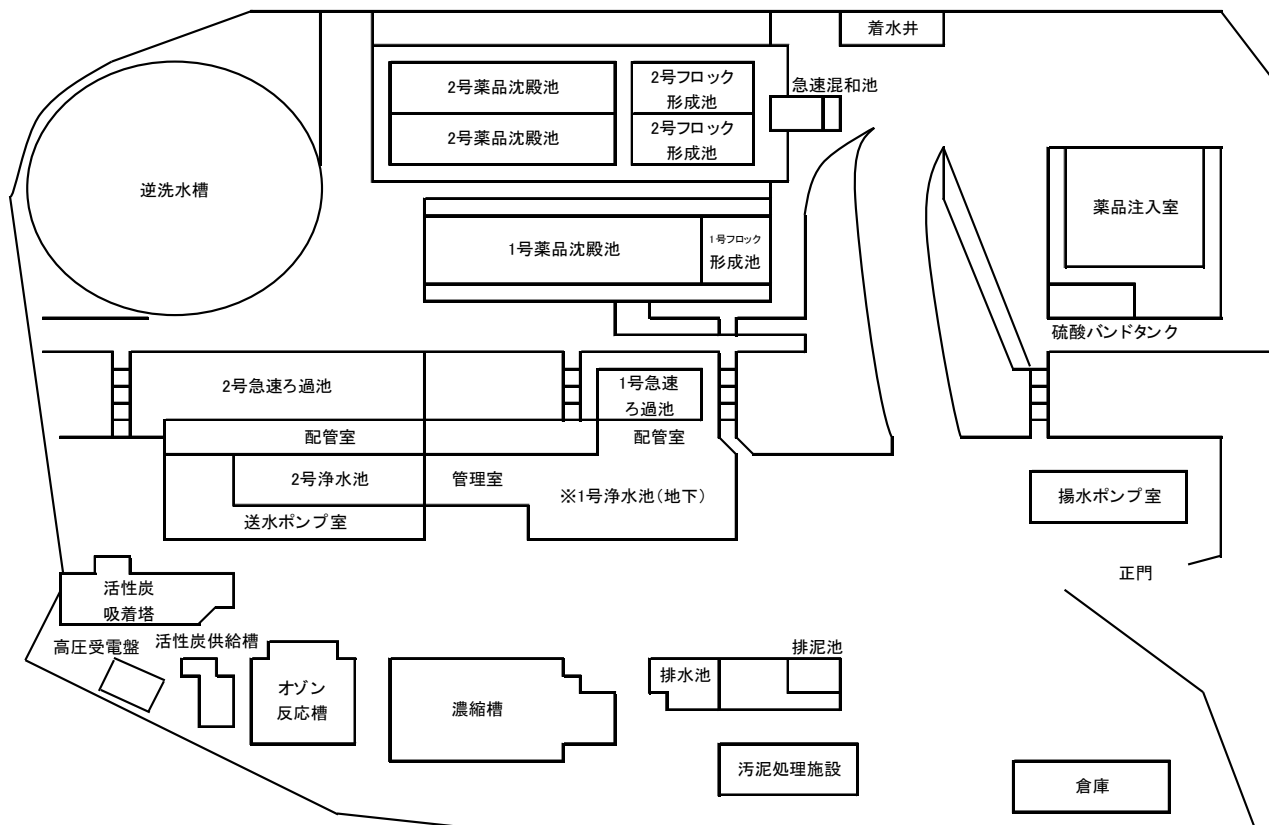 着水井
2号薬品沈殿池
2号フロック
形成池
急速混和池
2号薬品沈殿池
2号フロック
形成池
逆洗水槽
薬品注入室
1号薬品沈殿池
1号フロック
形成池
硫酸バンドタンク
2号急速ろ過池
1号急速
ろ過池
配管室
配管室
2号浄水池
管理室
※1号浄水池(地下)
揚水ポンプ室
送水ポンプ室
正門
活性炭
吸着塔
高圧受電盤
活性炭供給槽
排泥池
排水池
オゾン
反応槽
濃縮槽
汚泥処理施設
倉庫